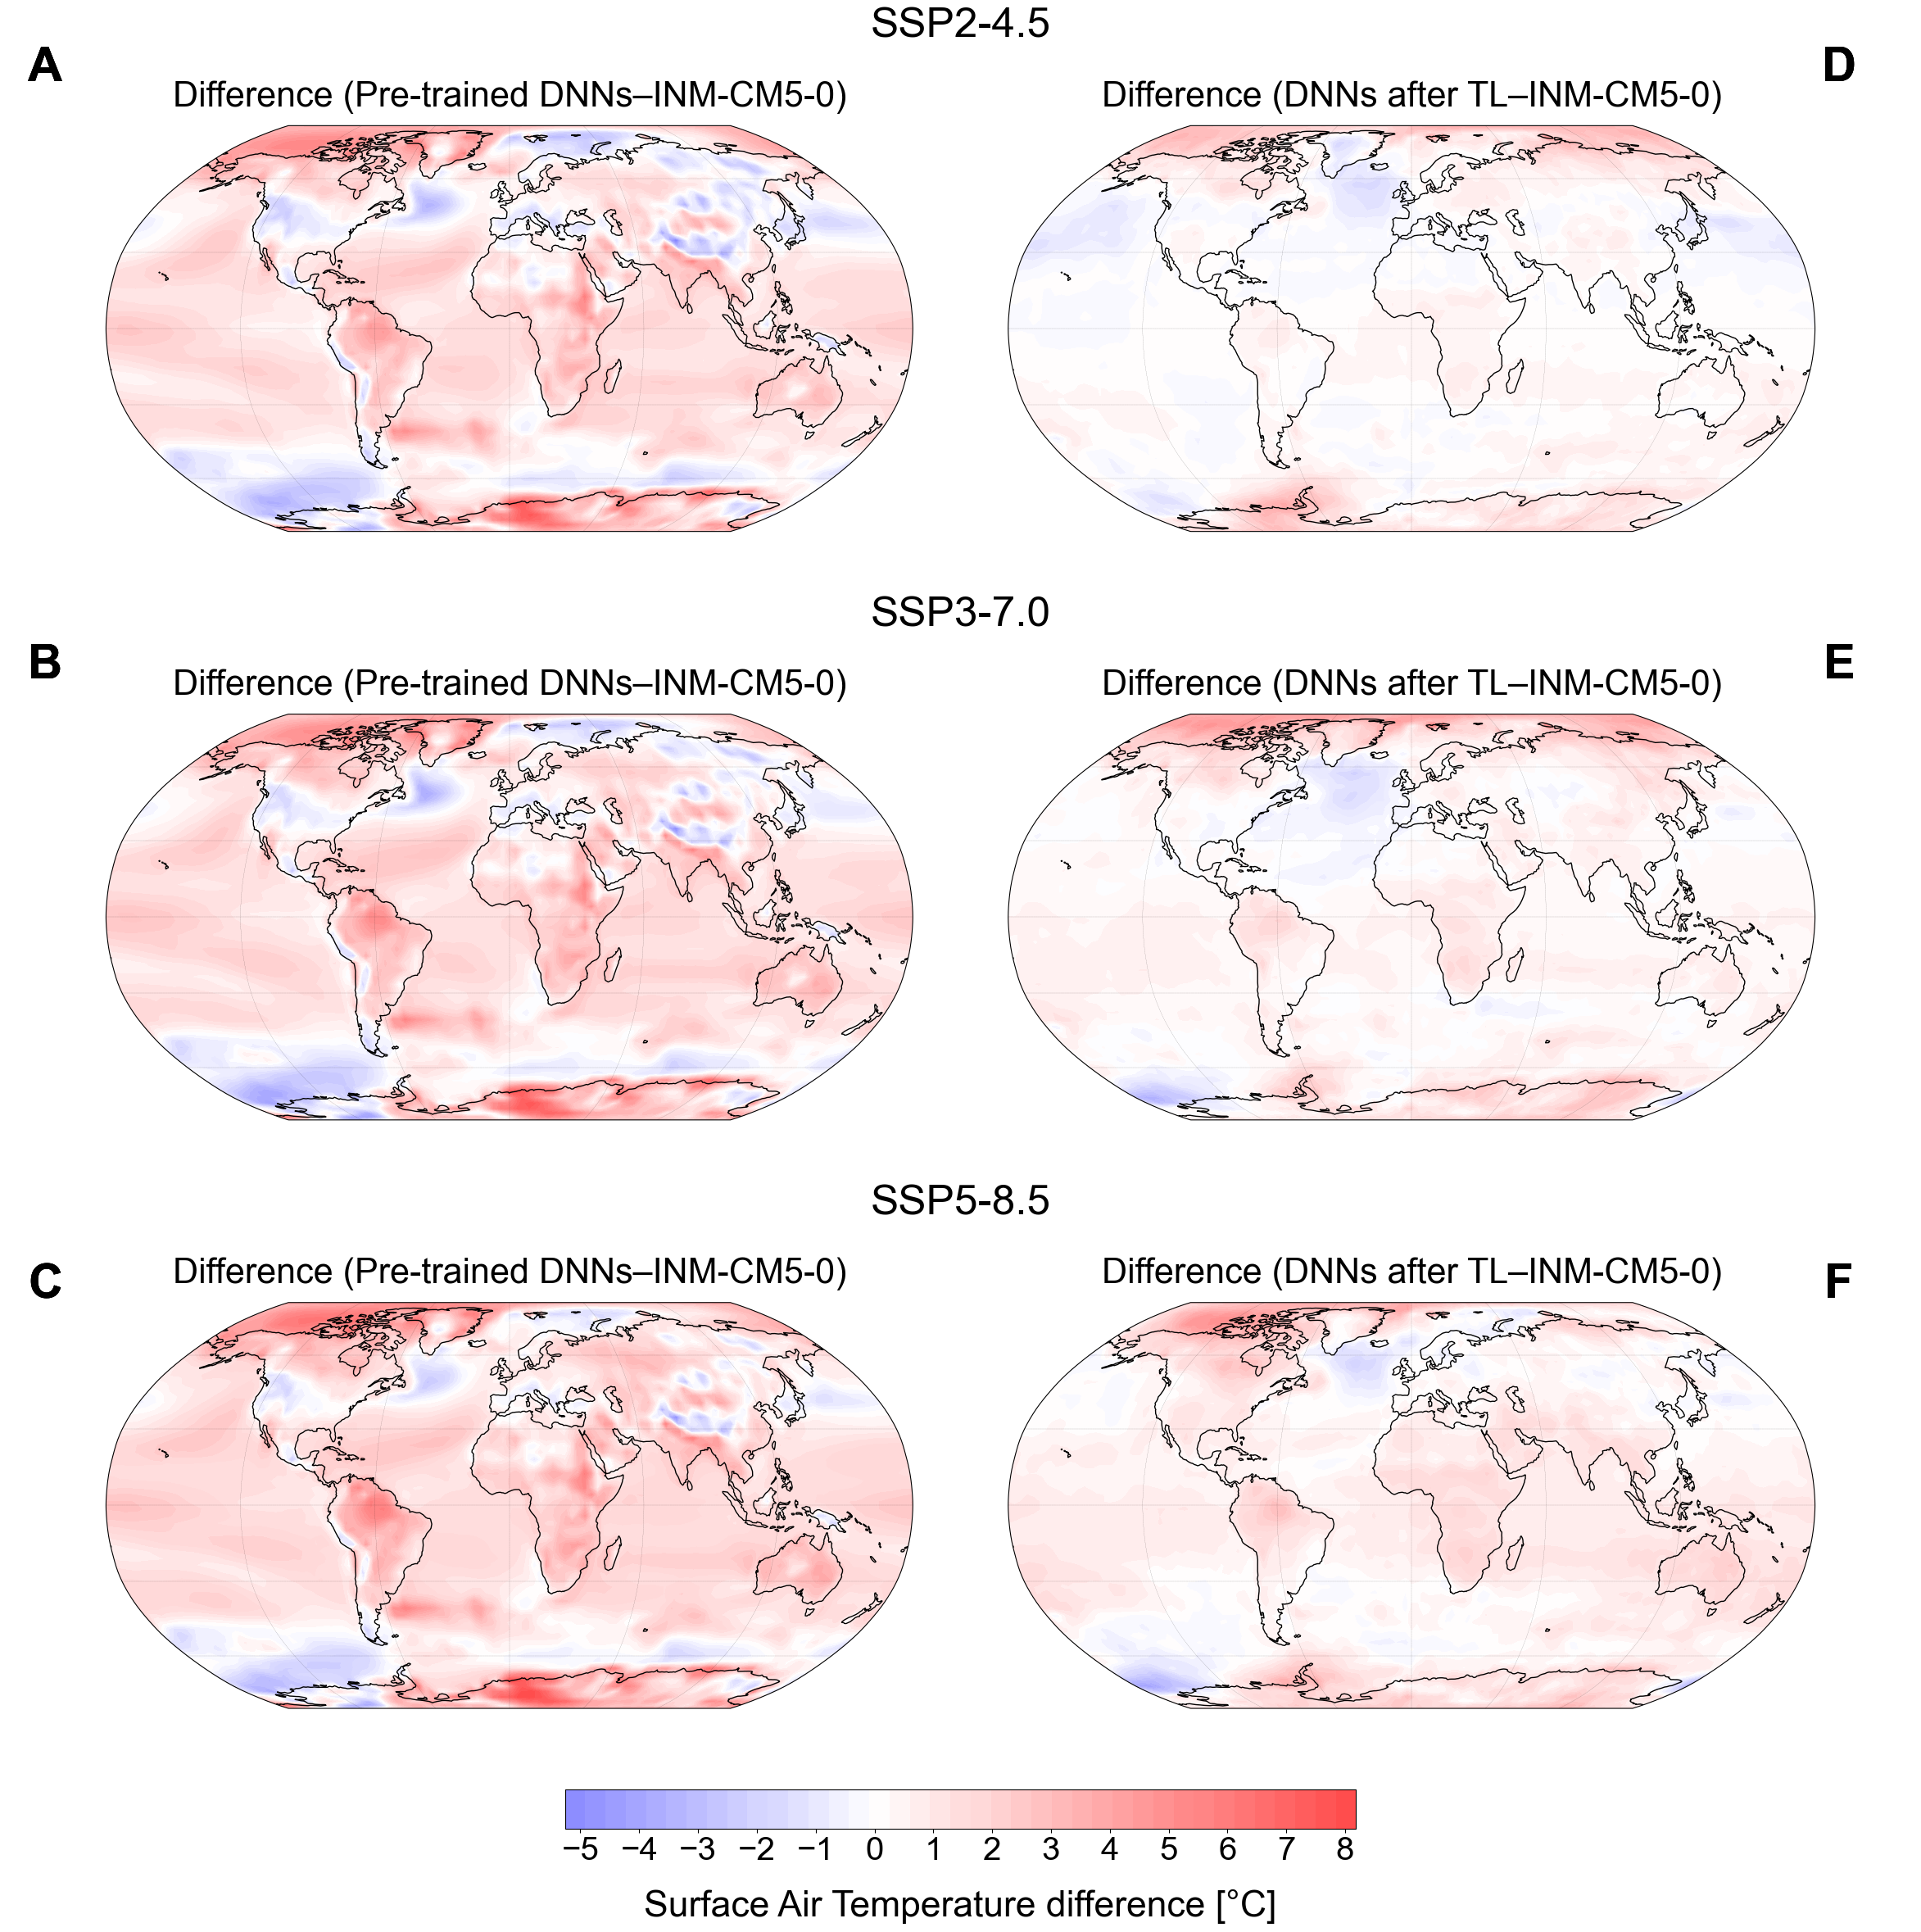 SSP2-4.5
A
D
Difference (Pre-trained DNNs–INM-CM5-0)
Difference (DNNs after TL–INM-CM5-0)
SSP3-7.0
B
E
Difference (Pre-trained DNNs–INM-CM5-0)
Difference (DNNs after TL–INM-CM5-0)
SSP5-8.5
C
F
Difference (Pre-trained DNNs–INM-CM5-0)
Difference (DNNs after TL–INM-CM5-0)
−5 −4 −3 −2 −1 0 1 2 3 4 5 6 7 8
Surface Air Temperature difference [°C]